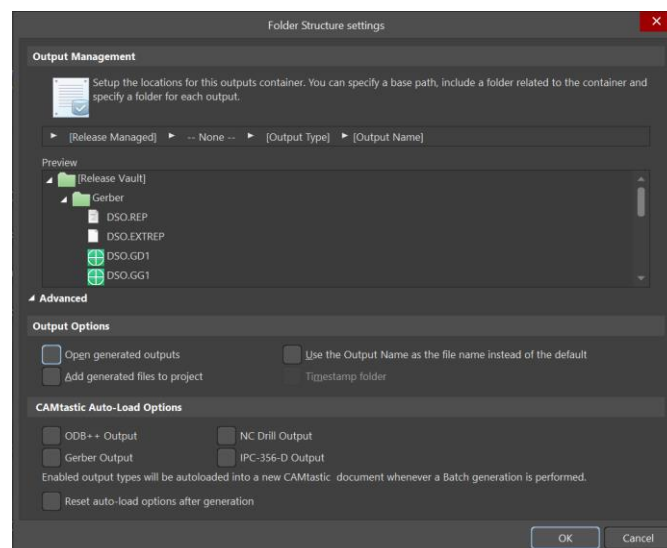 Folder Structure settings
Output Management
Setup the locations for this outputs container. You can specify a base path, include a folder related to the container and
specify a folder for each output.
[Release Managed] -- None -- [Output Type] [Output Name]
Preview
[Release Vault]
Gerber
DSO.REP
DSO.EXTREP
DSO.GD1
DSO.GG1
Advanced
Output Options
Open generated outputs Use the Output Name as the file name instead of the default
Add generated files to project Timestamp folder
CAMtastic Auto-Load Options
ODB++ Output NC Drill Output
Gerber Output IPC-356-D Output
Enabled output types will be autoloaded into a new CAMtastic document whenever a Batch generation is performed.
Reset auto-load options after generation
OK Cancel